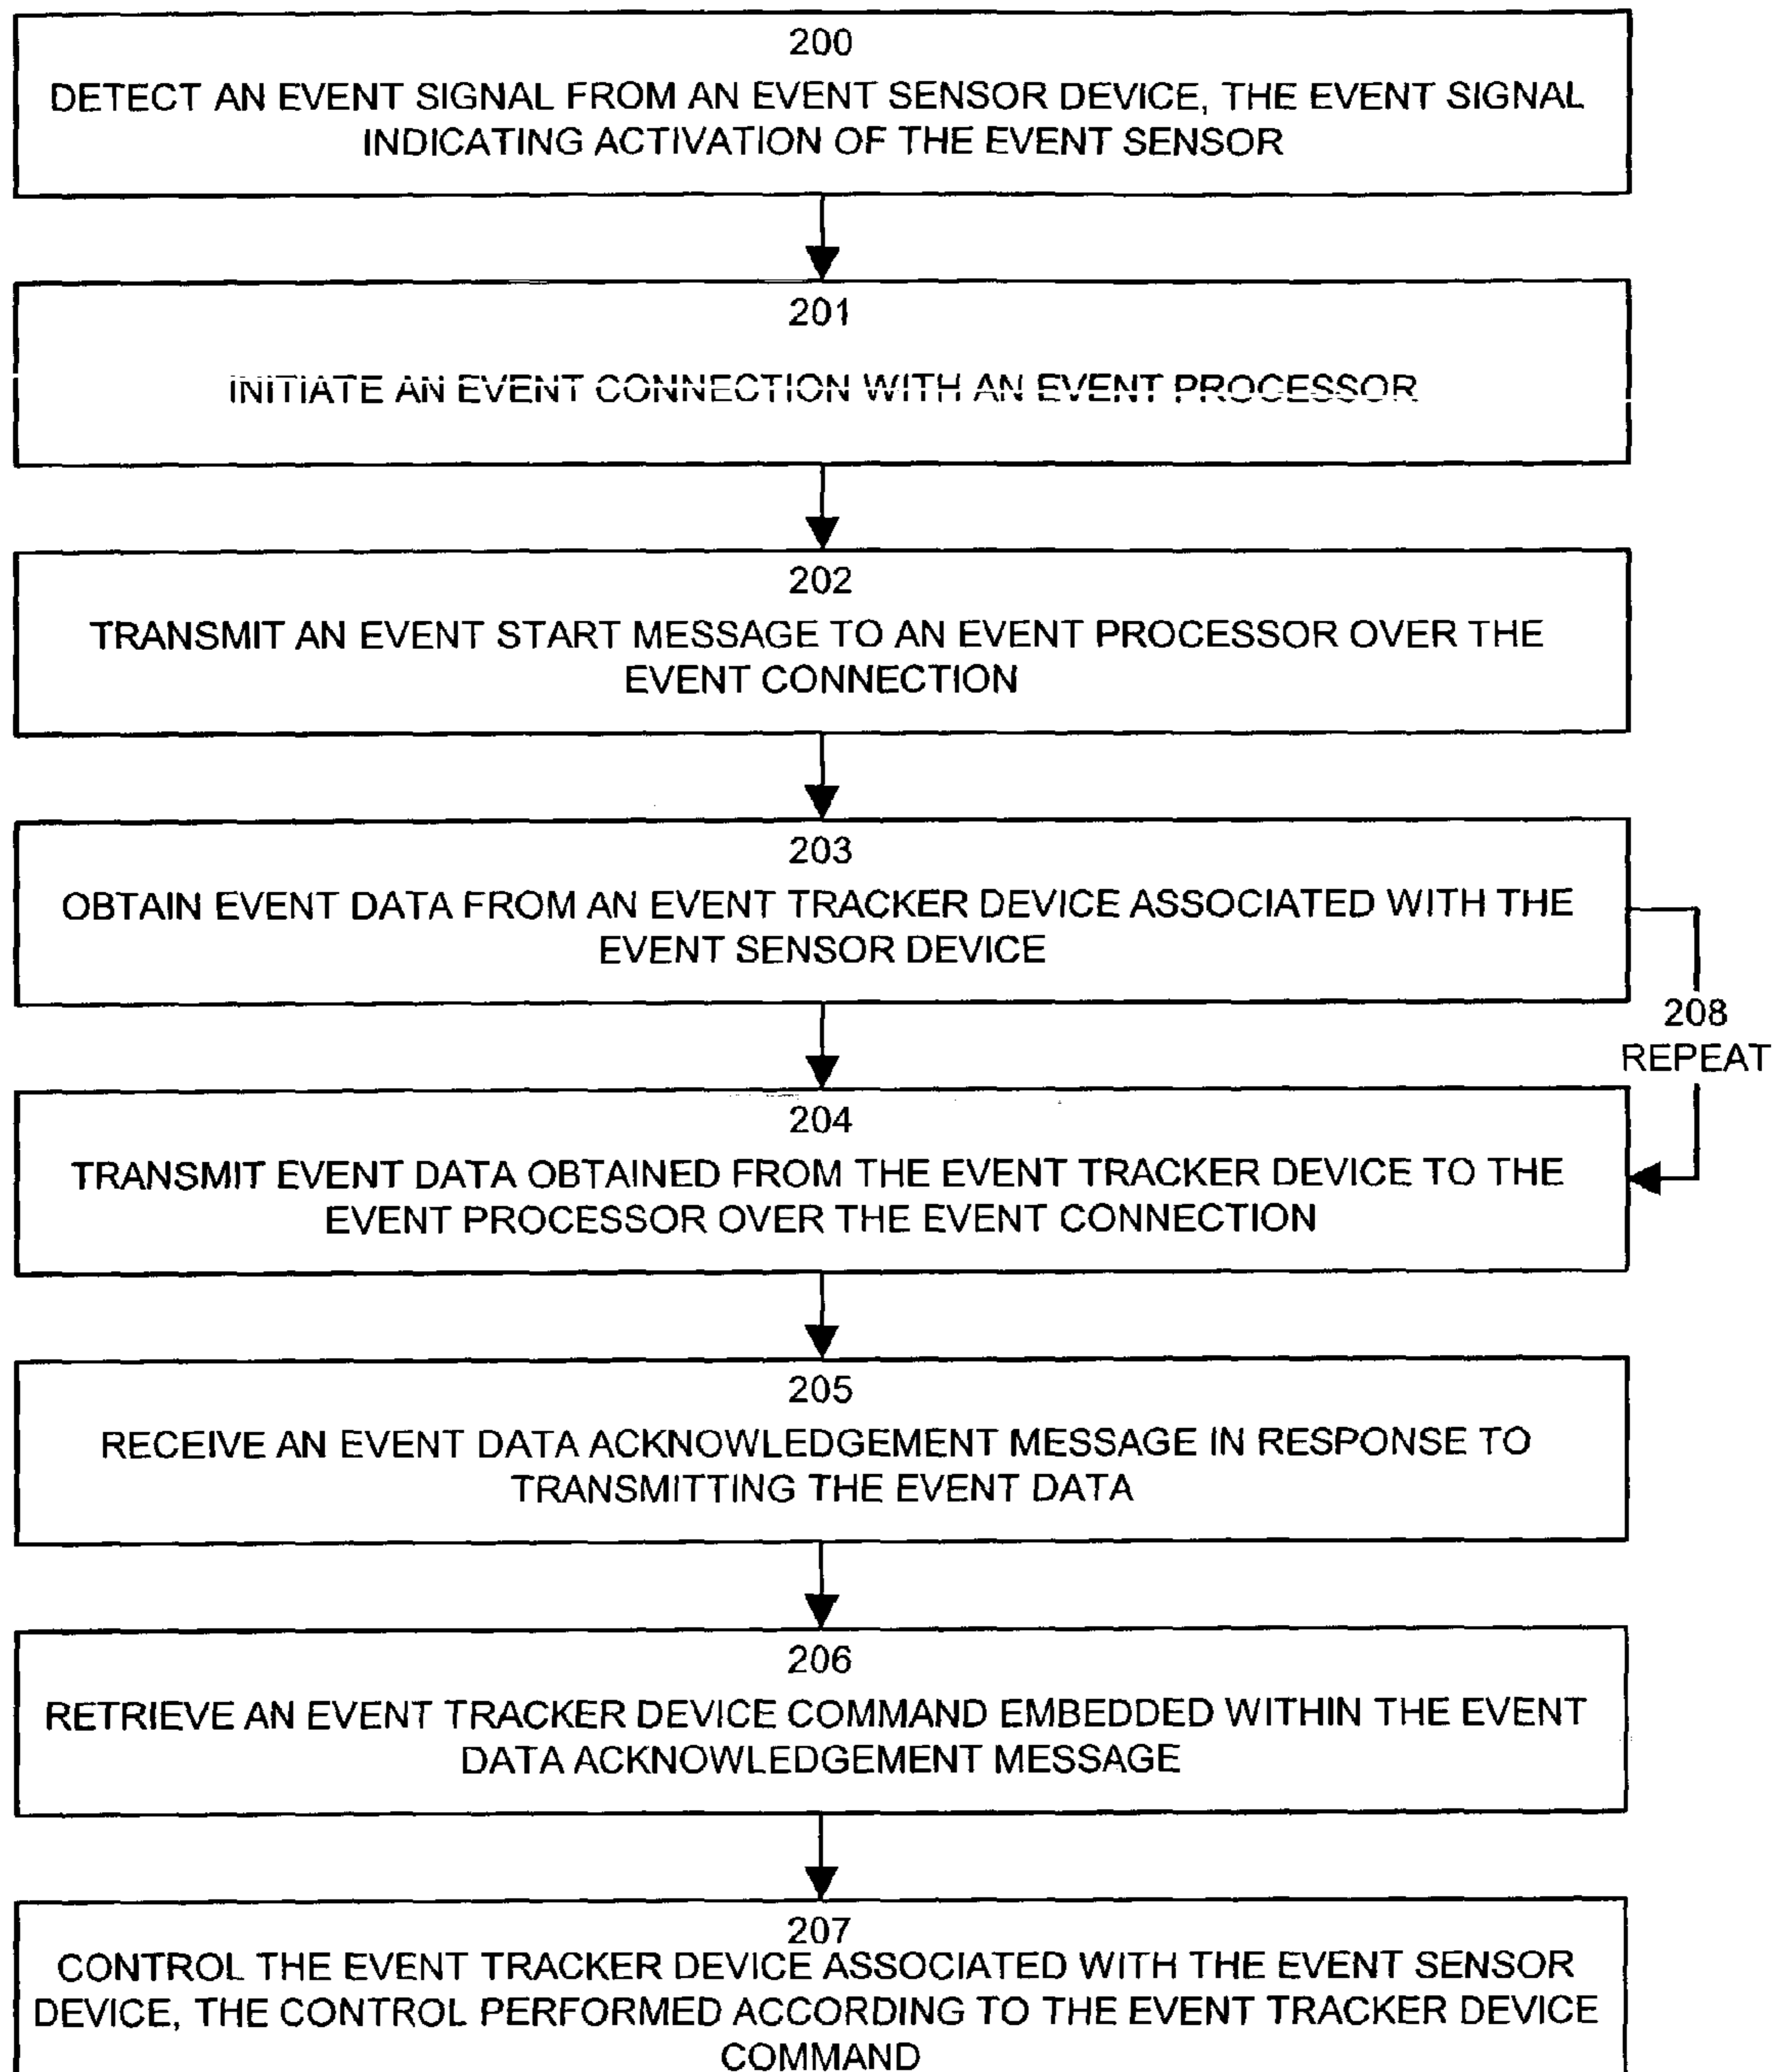 200
DETECT AN EVENT SIGNAL FROM AN EVENT SENSOR DEVICE, THE EVENT SIGNAL
INDICATING ACTIVATION OF THE EVENT SENSOR
201
INITIATE AN EVENT CONNECTION WITH AN EVENT PROCESSOR
202
TRANSMIT AN EVENT START MESSAGE TO AN EVENT PROCESSOR OVER THE
EVENT CONNECTION
203
OBTAIN EVENT DATA FROM AN EVENT TRACKER DEVICE ASSOCIATED WITH THE
EVENT SENSOR DEVICE
208
REPEAT
204
TRANSMIT EVENT DATA OBTAINED FROM THE EVENT TRACKER DEVICE TO THE
EVENT PROCESSOR OVER THE EVENT CONNECTION
205
RECEIVE AN EVENT DATA ACKNOWLEDGEMENT MESSAGE IN RESPONSE TO
TRANSMITTING THE EVENT DATA
206
RETRIEVE AN EVENT TRACKER DEVICE COMMAND EMBEDDED WITHIN THE EVENT
DATA ACKNOWLEDGEMENT MESSAGE
207
CONTROL THE EVENT TRACKER DEVICE ASSOCIATED WITH THE EVENT SENSOR
DEVICE, THE CONTROL PERFORMED ACCORDING TO THE EVENT TRACKER DEVICE
COMMAND